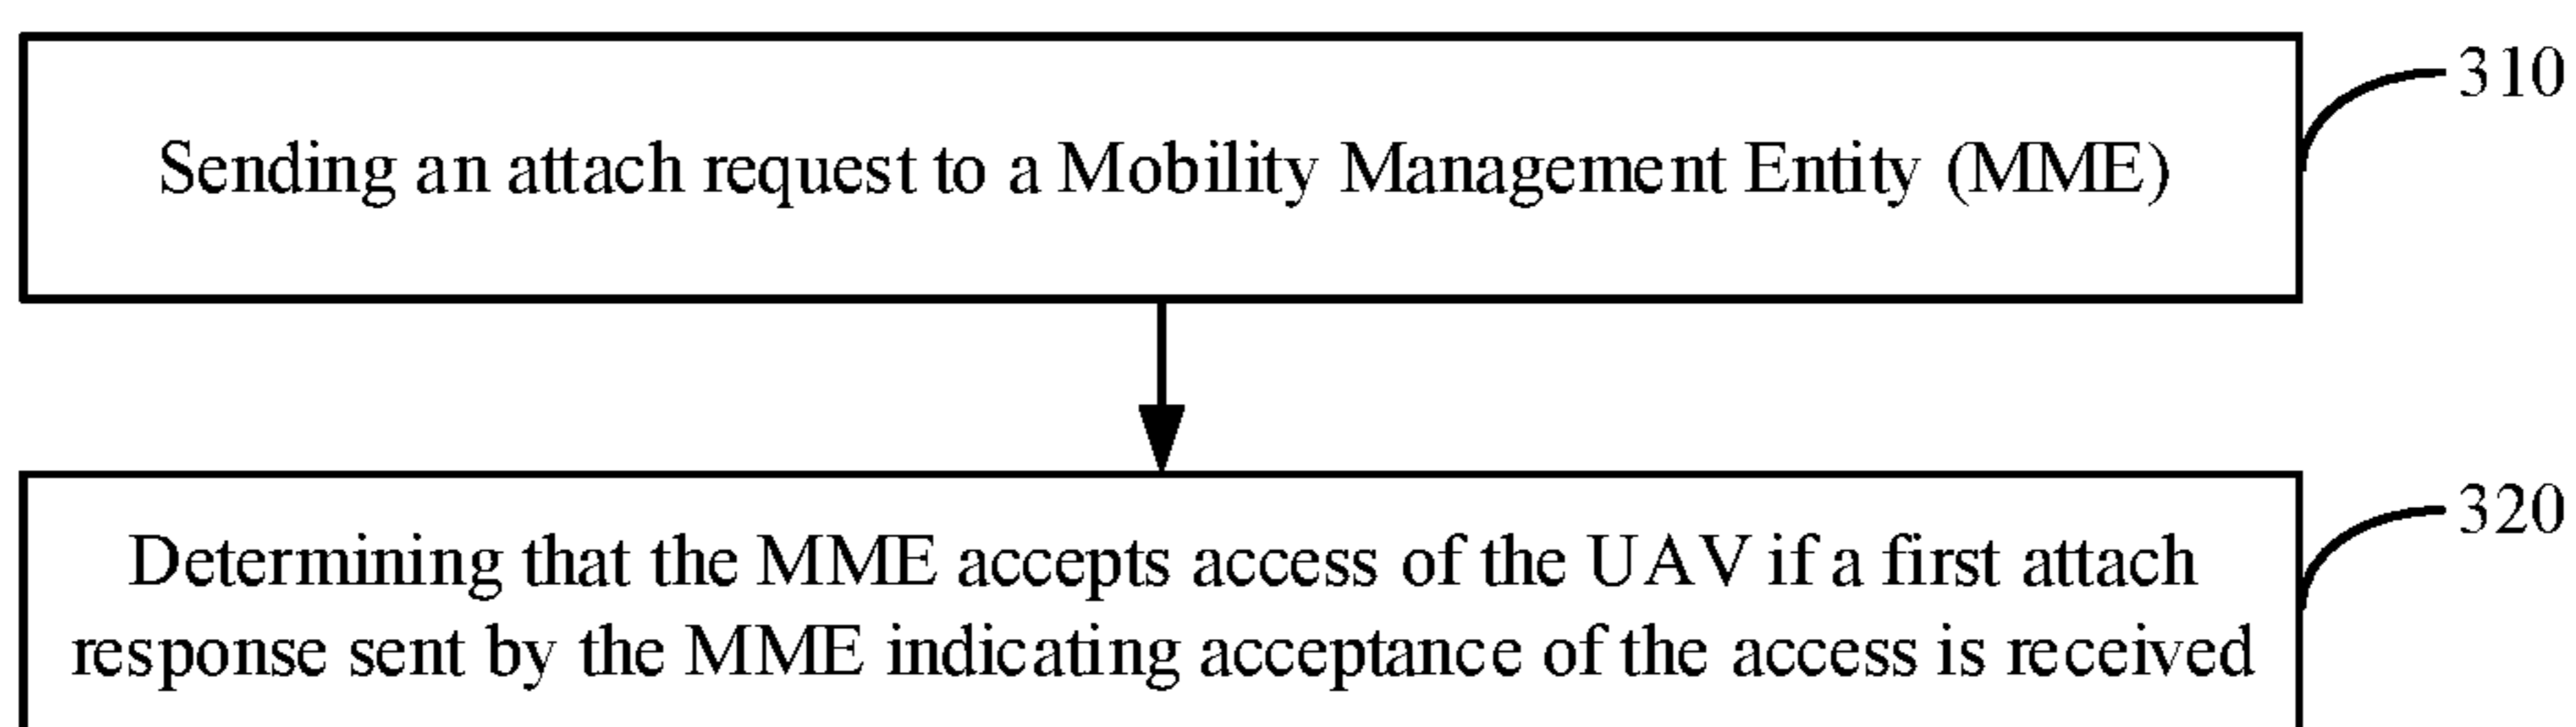 310
Sending an attach request to a Mobility Management Entity (MME)
320
Determining that the MME accepts access of the UAV if a first attach
response sent by the MME indicating acceptance of the access is received